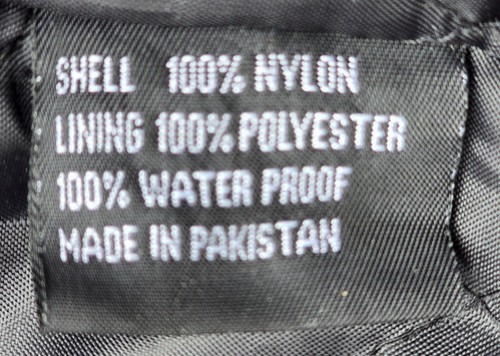 SHELL 100% NYLON
LINING 100% POLYESTER
100% WATER PROOF
MADE IN PAKISTAN